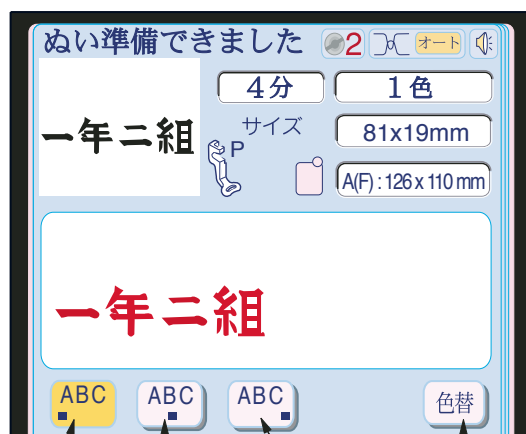 ぬい準備できました 2 オート
4分 1色
一年二組
サイズ 81x19mm
P
A(F) : 126 x 110 mm
一年二組
ABC ABC ABC 色替